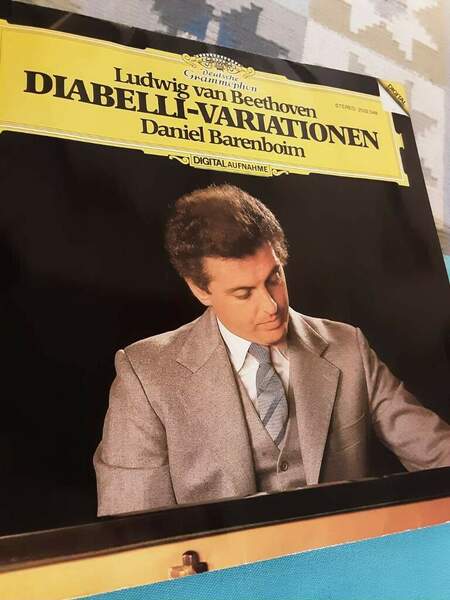 Deutsche
Grammophon
Ludwig van Beethoven
DIABELLI-VARIATIONEN
Daniel Barenboim
DIGITAL AUFNAHME
STEREO
DIGITAL